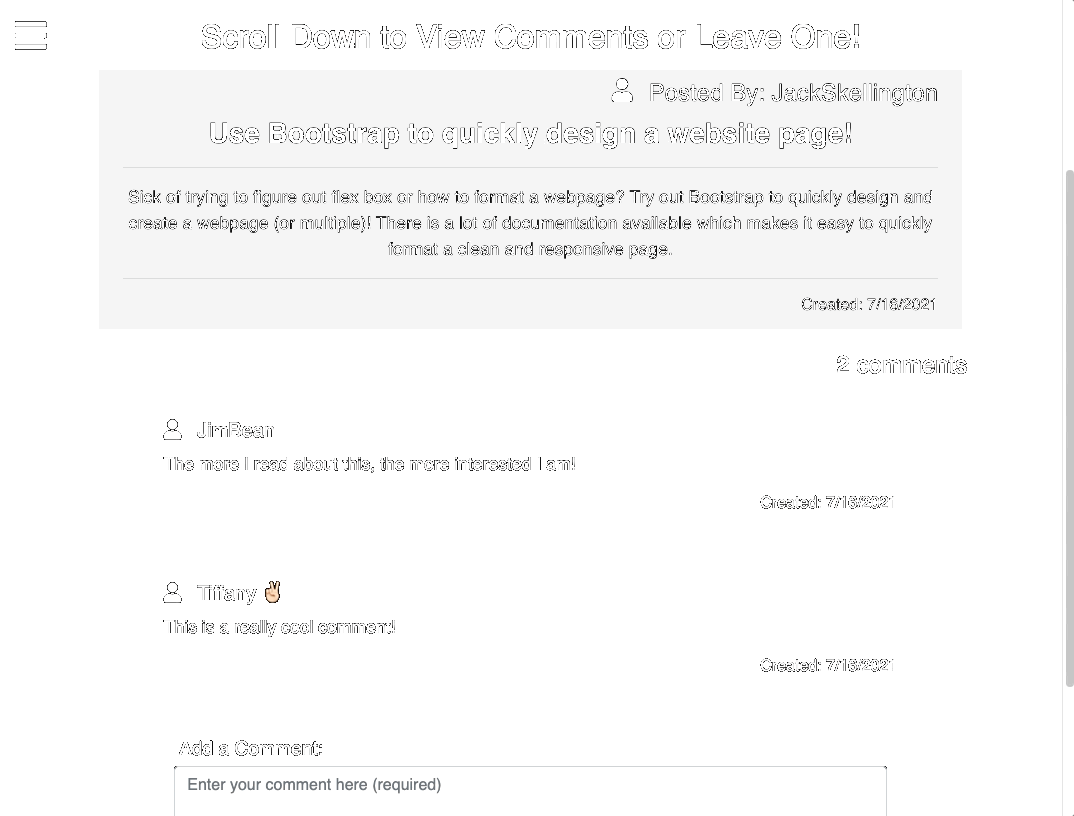 Scroll Down to View Comments or Leave One!
Posted By: JackSkellington
Use Bootstrap to quickly design a website page!
Sick of trying to figure out flex box or how to format a webpage? Try out Bootstrap to quickly design and
create a webpage (or multiple)! There is a lot of documentation available which makes it easy to quickly
format a clean and responsive page.
Created: 7/16/2021
2 comments
JimBean
The more I read about this, the more interested I am!
Created: 7/16/2021
Tiffany ✌🏻
This is a really cool comment!
Created: 7/16/2021
Add a Comment:
Enter your comment here (required)